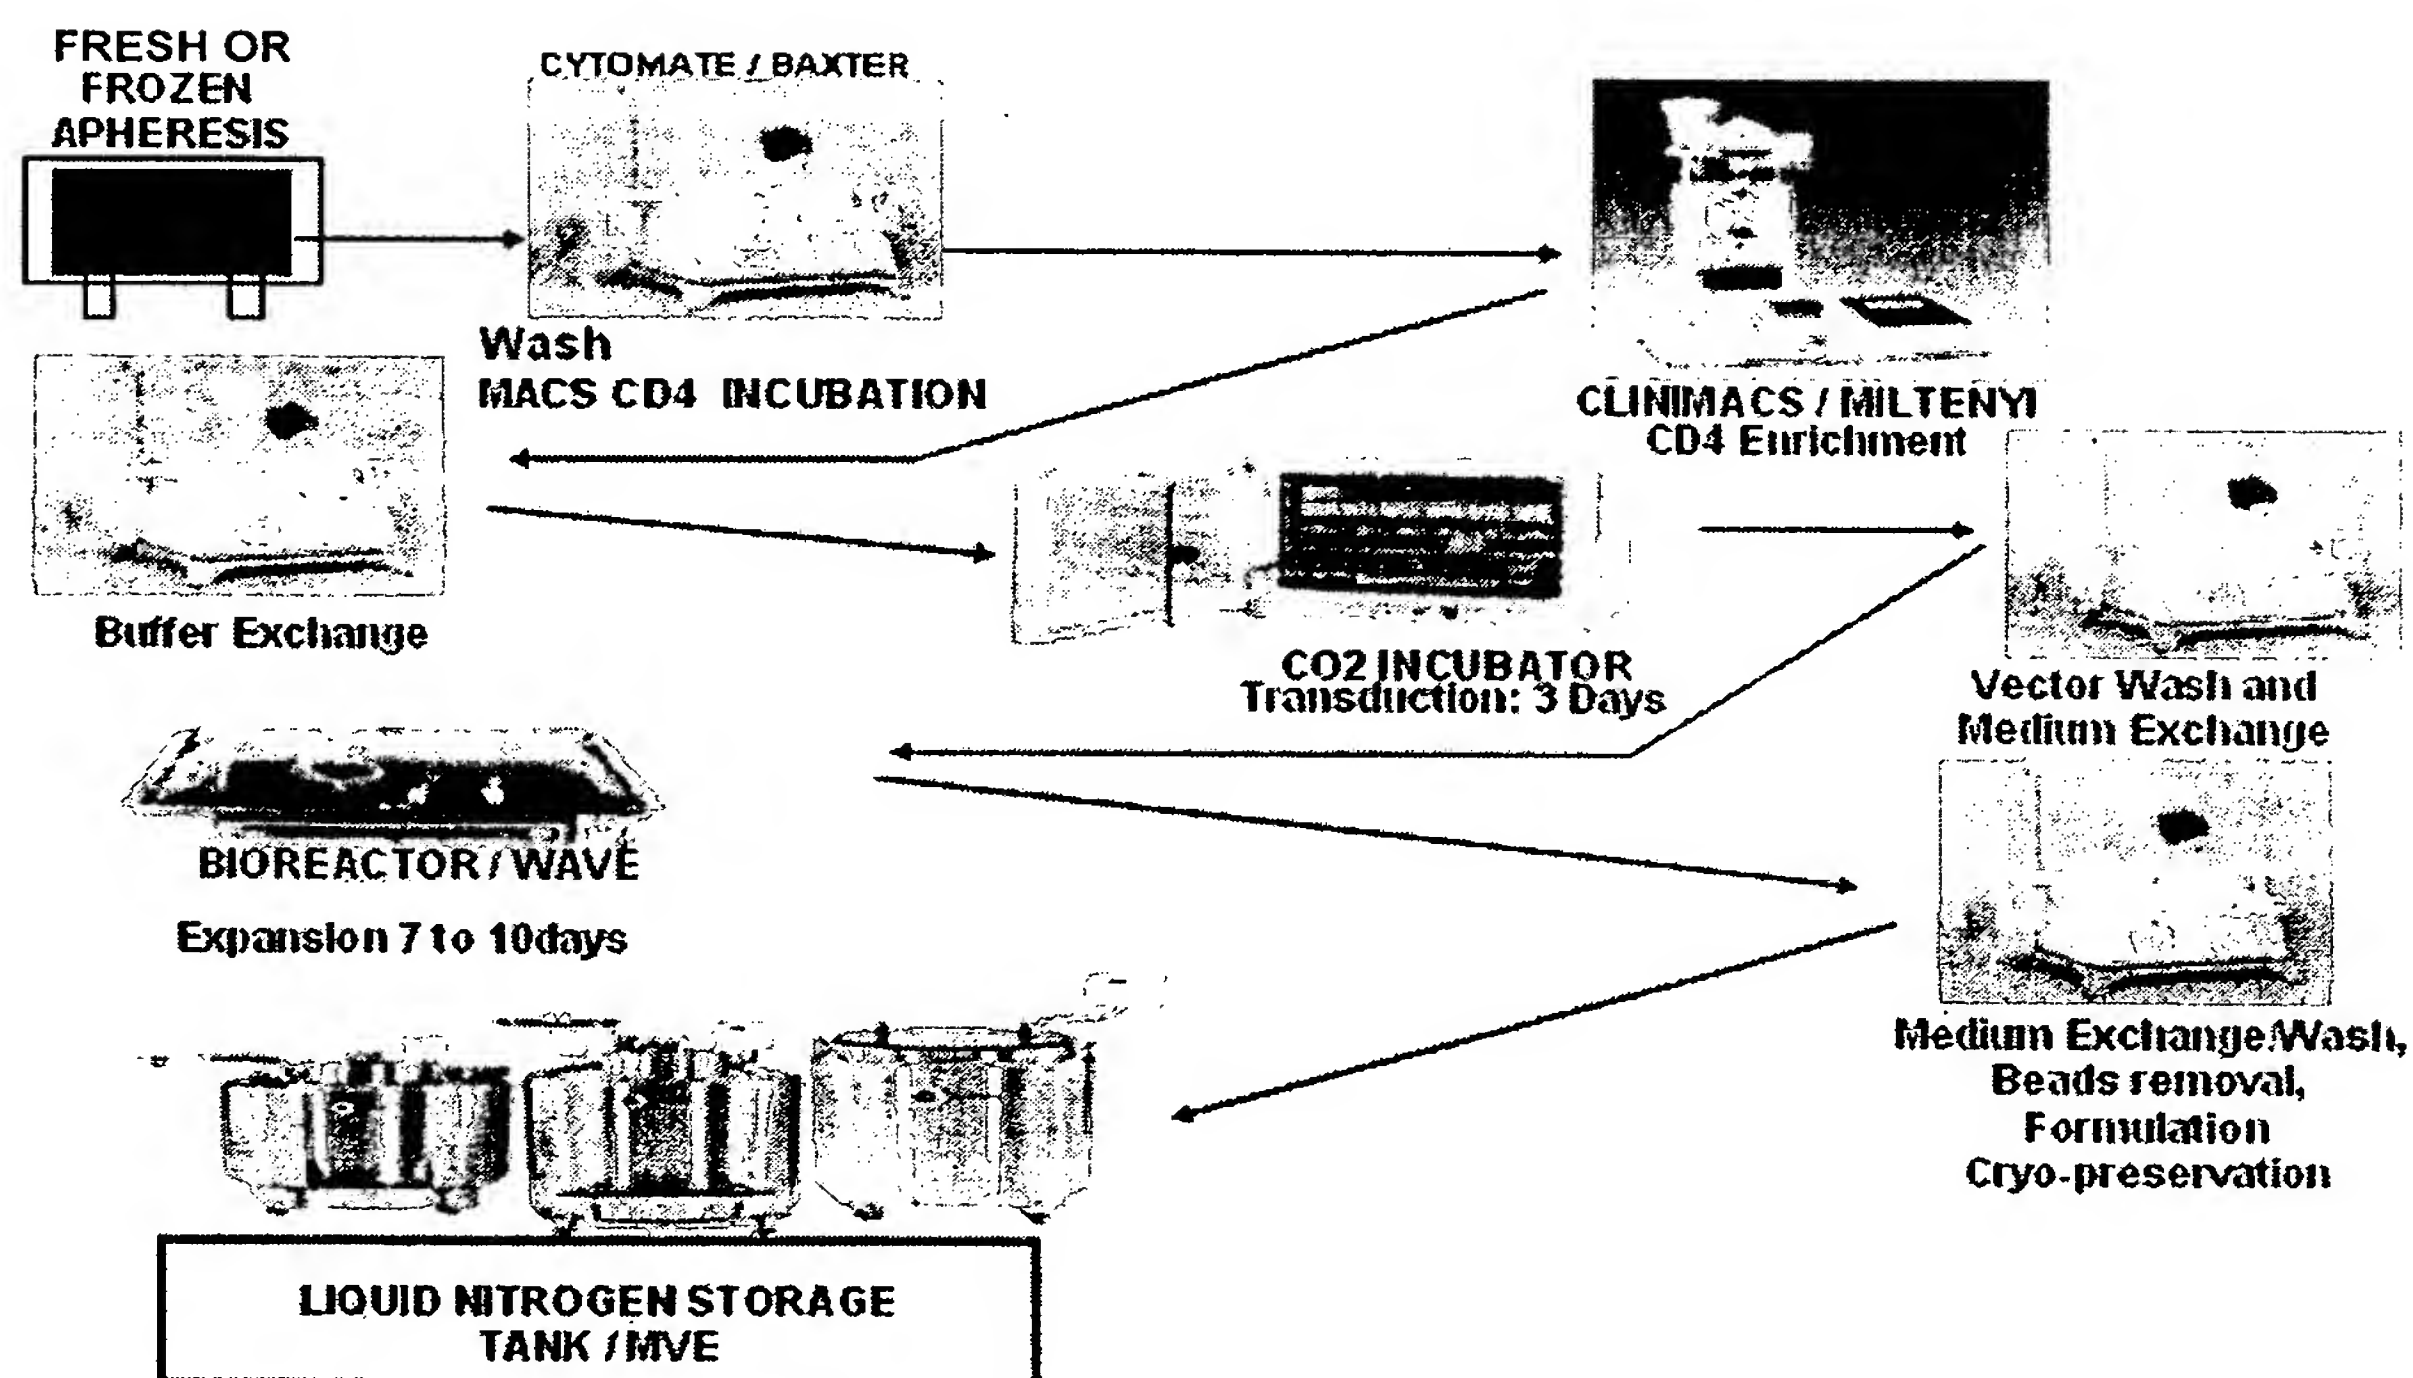 FRESH OR
FROZEN
APHERESIS
CYTOMATE / BAXTER
Wash
MACS CD4 INCUBATION
CLINIMACS / MILTENYI
CD4 Enrichment
Buffer Exchange
CO2 INCUBATOR
Transduction: 3 Days
Vector Wash and
Medium Exchange
BIOREACTOR / WAVE
Expansion 7 to 10days
Medium Exchange/Wash,
Beads removal,
Formulation
Cryo-preservation
LIQUID NITROGEN STORAGE
TANK / MVE